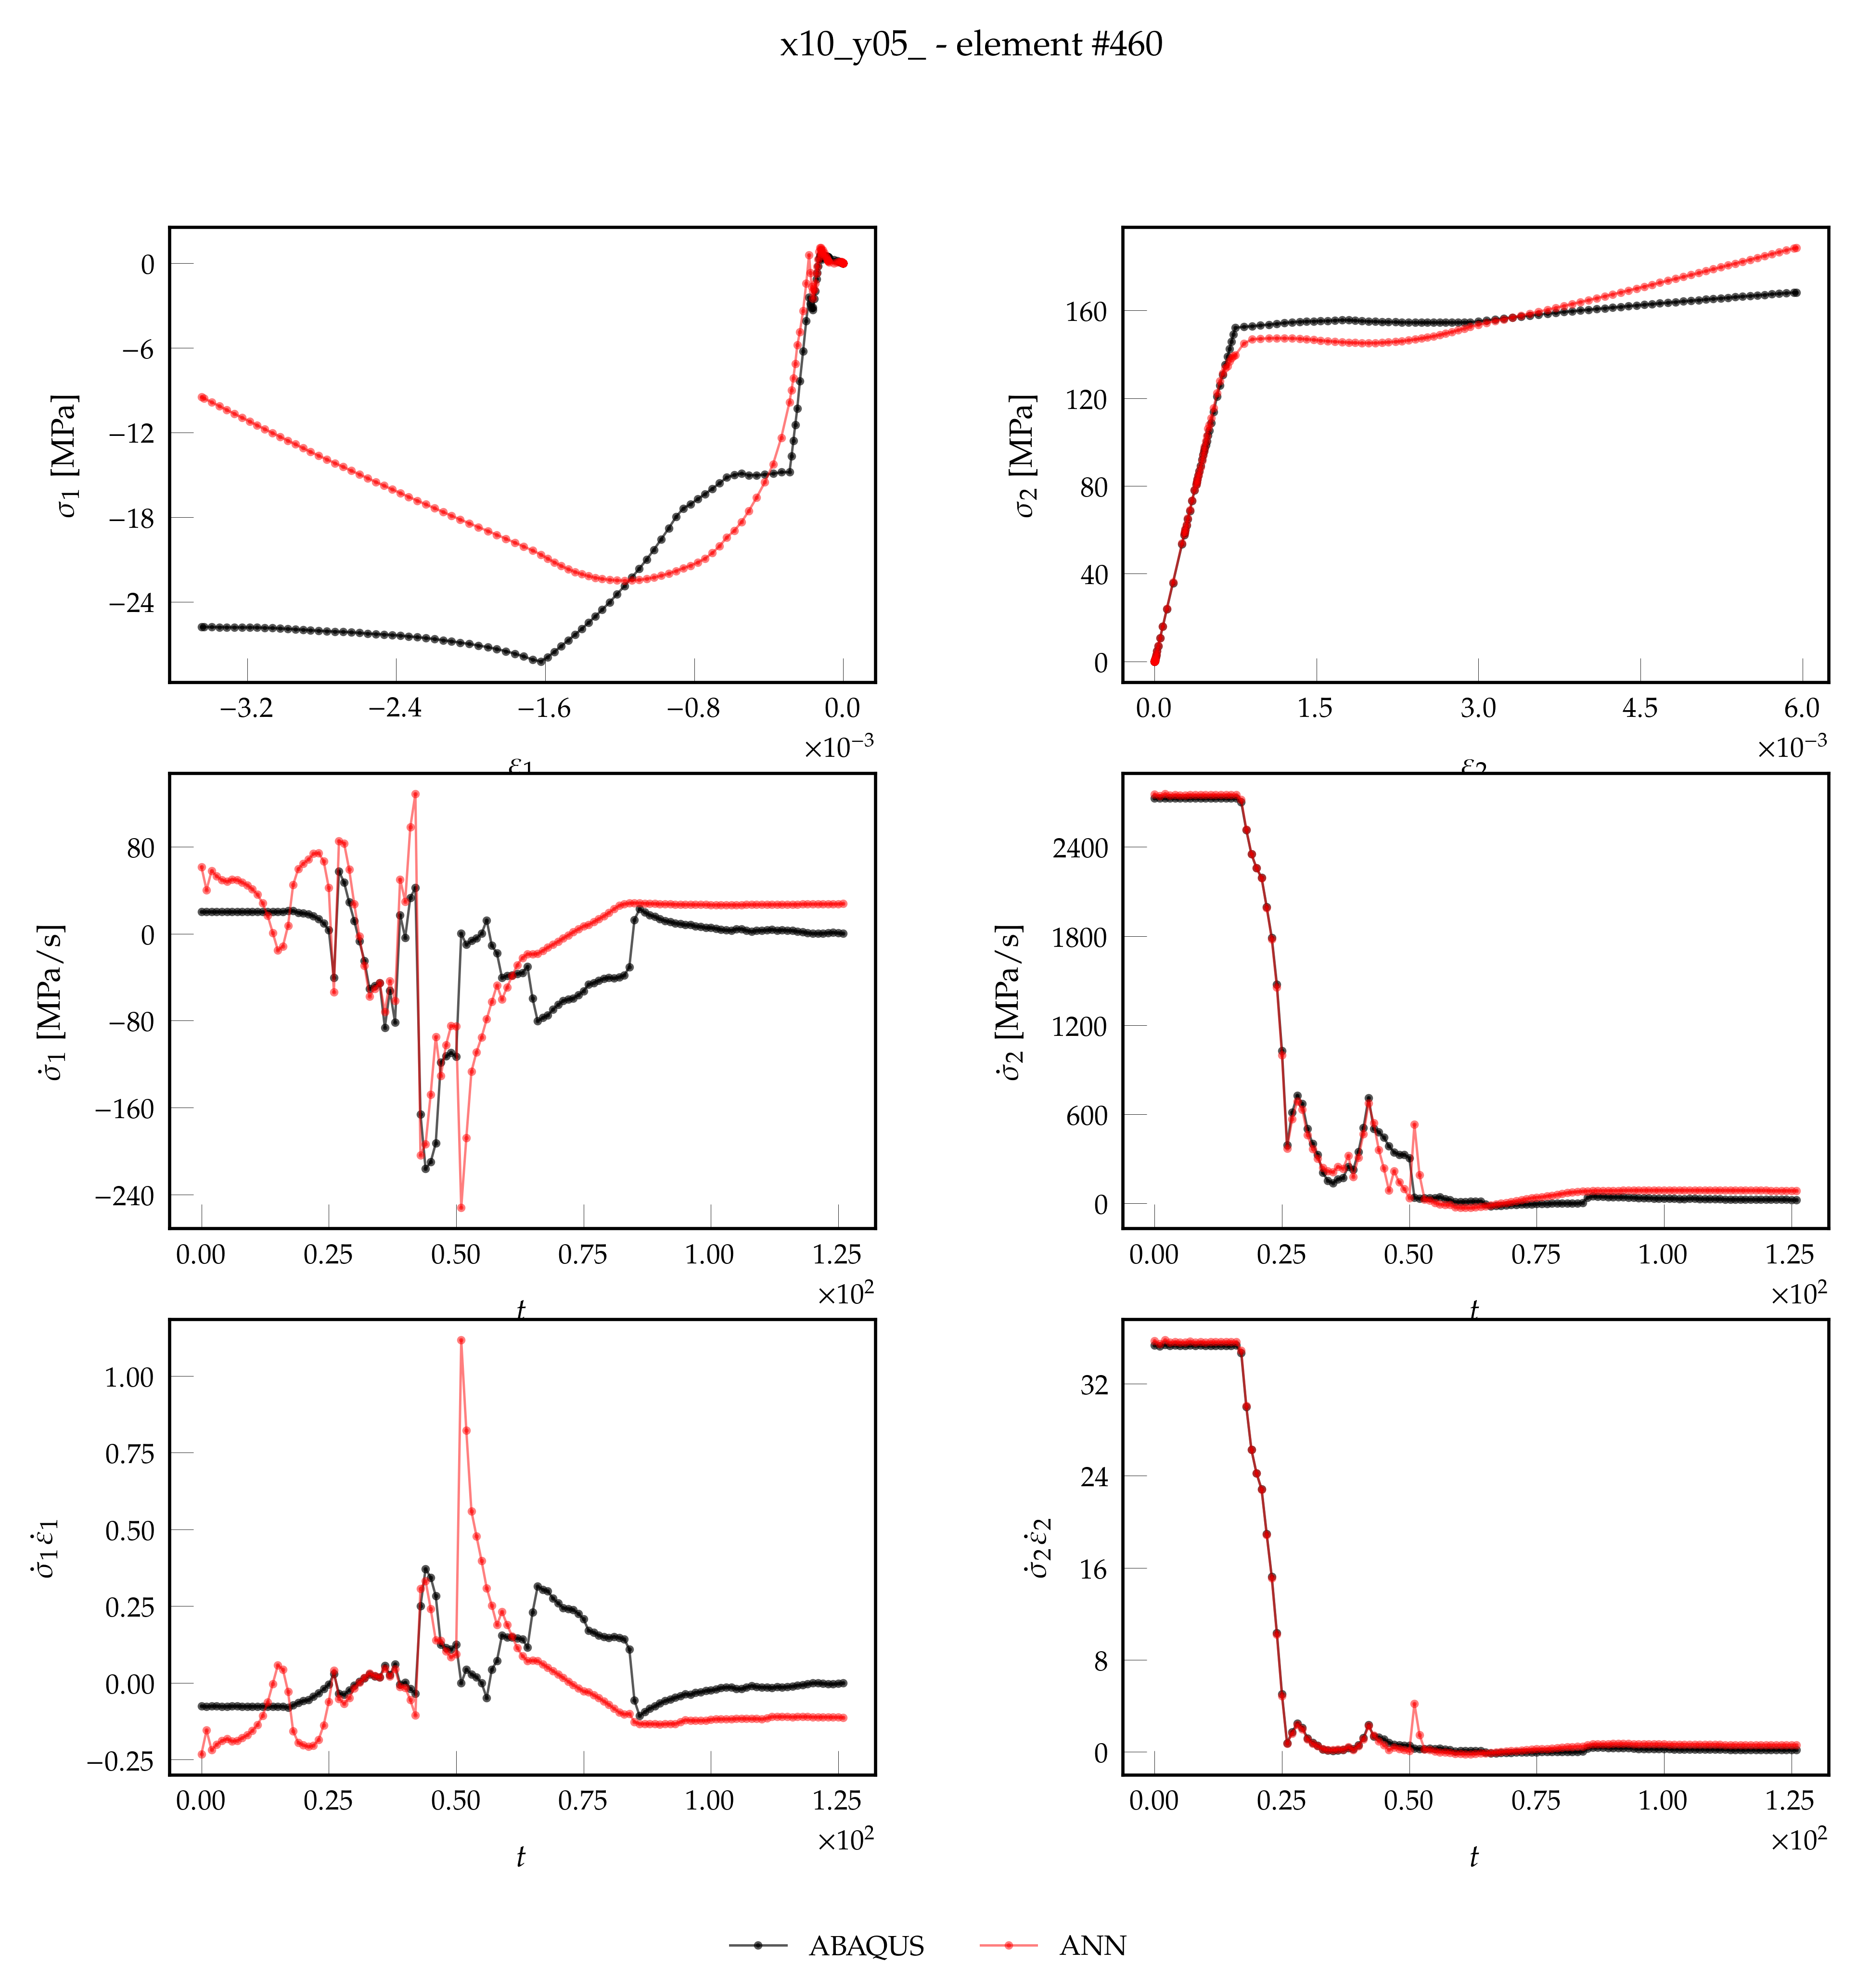 x10_y05_ - element #460
σ1 [MPa]
0
−6
−12
−18
−24
−3.2 −2.4 −1.6 −0.8 0.0
×10−3
ε1
σ2 [MPa]
160
120
80
40
0
0.0 1.5 3.0 4.5 6.0
×10−3
ε2
σ̇1 [MPa/s]
80
0
−80
−160
−240
0.00 0.25 0.50 0.75 1.00 1.25
×102
t
σ̇2 [MPa/s]
2400
1800
1200
600
0
0.00 0.25 0.50 0.75 1.00 1.25
×102
t
σ̇1ε̇1
1.00
0.75
0.50
0.25
0.00
−0.25
0.00 0.25 0.50 0.75 1.00 1.25
×102
t
σ̇2ε̇2
32
24
16
8
0
0.00 0.25 0.50 0.75 1.00 1.25
×102
t
ABAQUS ANN